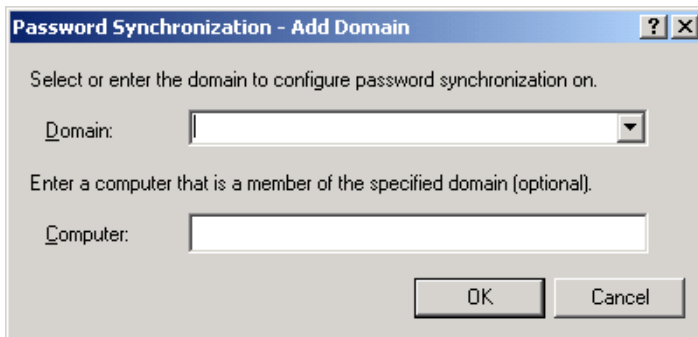 Password Synchronization - Add Domain
Select or enter the domain to configure password synchronization on.
Domain:
Enter a computer that is a member of the specified domain (optional).
Computer:
OK Cancel